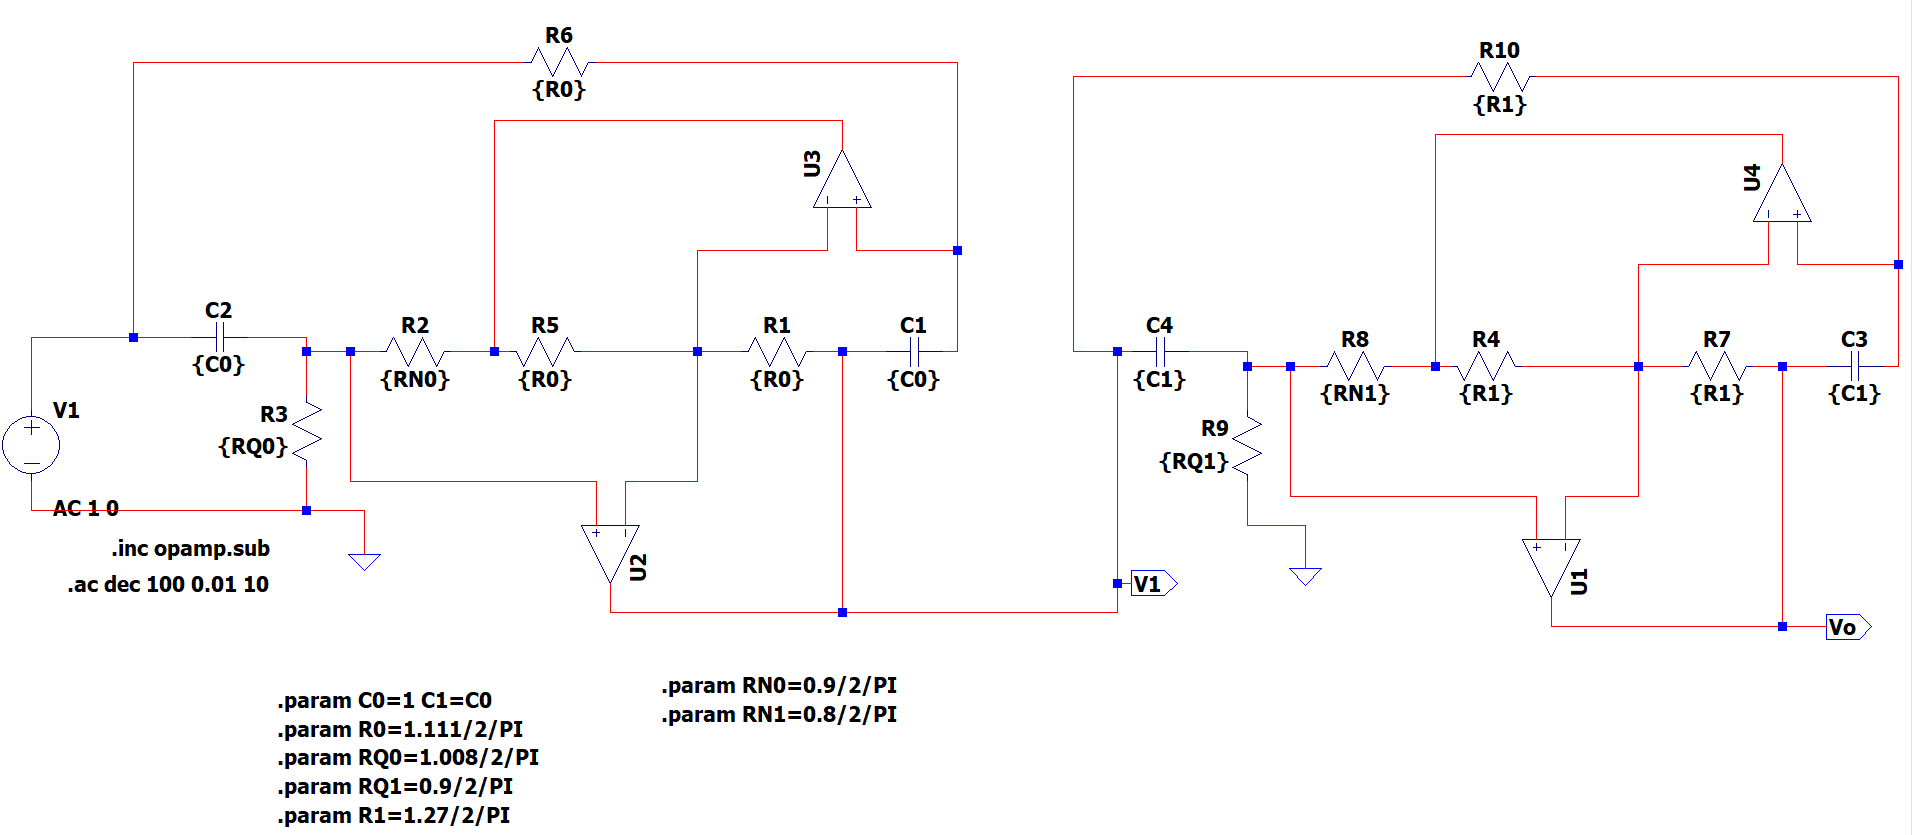 R6
{R0}
R10
{R1}
U3
- +
U4
- +
C2
{C0}
R2
{RN0}
R5
{R0}
R1
{R0}
C1
{C0}
C4
{C1}
R8
{RN1}
R4
{R1}
R7
{R1}
C3
{C1}
V1
+
-
R3
{RQ0}
R9
{RQ1}
AC 1 0
+ -
U2
+ -
U1
V1
Vo
.inc opamp.sub
.ac dec 100 0.01 10
.param C0=1 C1=C0
.param R0=1.111/2/PI
.param RQ0=1.008/2/PI
.param RQ1=0.9/2/PI
.param R1=1.27/2/PI
.param RN0=0.9/2/PI
.param RN1=0.8/2/PI